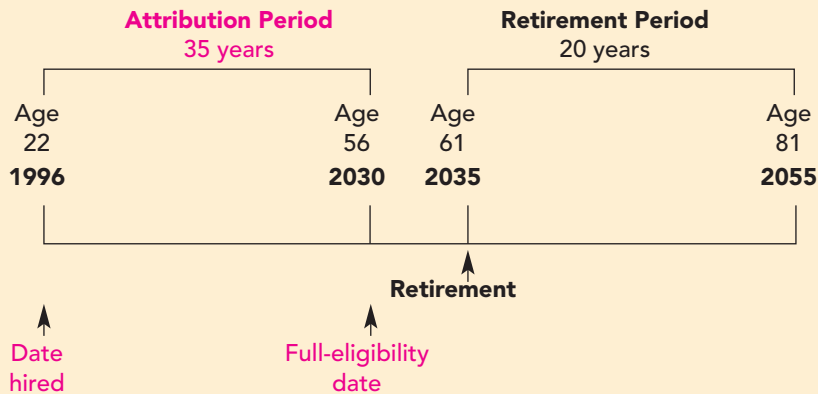 Attribution Period
35 years
Retirement Period
20 years
Age
22
1996
Age
56
2030
Age
61
2035
Age
81
2055
Retirement
Date
hired
Full-eligibility
date